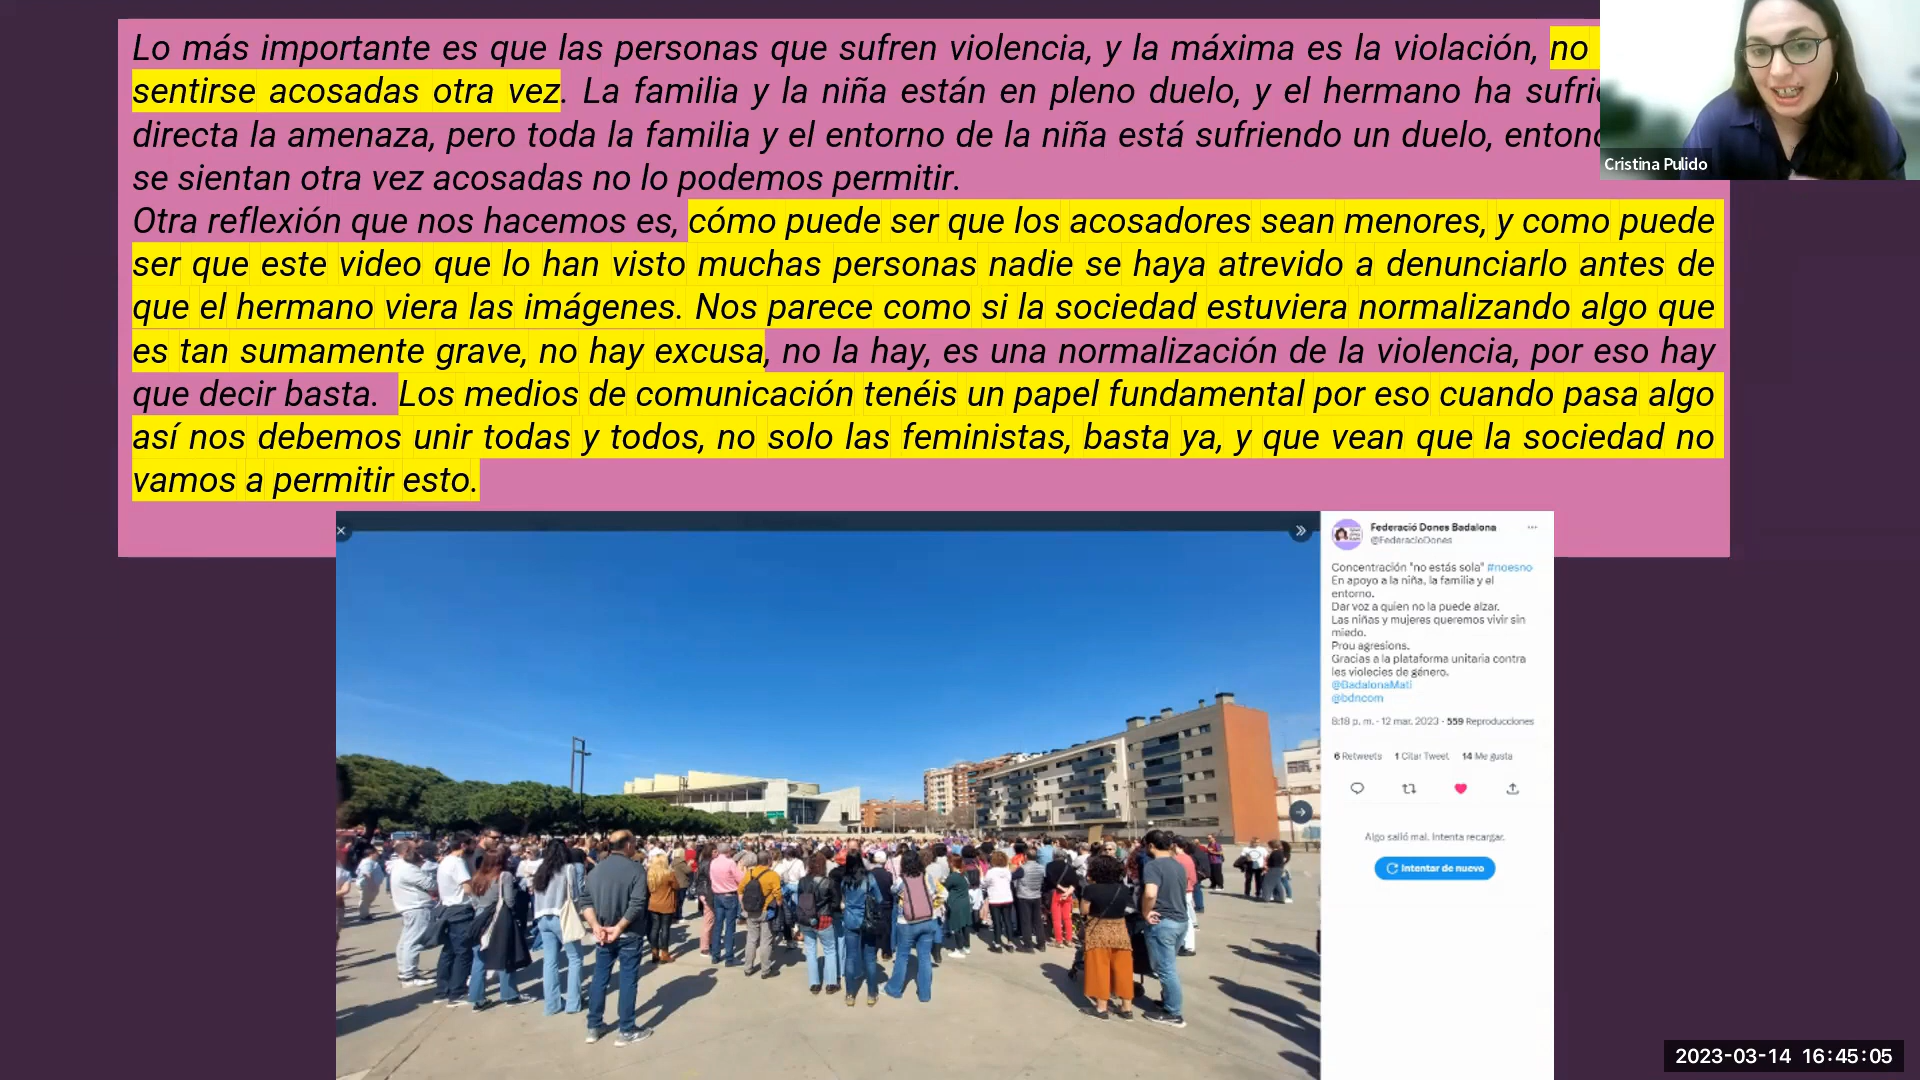 Lo más importante es que las personas que sufren violencia, y la máxima es la violación, no
sentirse acosadas otra vez. La familia y la niña están en pleno duelo, y el hermano ha
directa la amenaza, pero toda la familia y el entorno de la niña está sufriendo un duelo,
se sientan otra vez acosadas no lo podemos permitir.
Otra reflexión que nos hacemos es, cómo puede ser que los acosadores sean menores, y como puede
ser que este video que lo han visto muchas personas nadie se haya atrevido a denunciarlo antes de
que el hermano viera las imágenes. Nos parece como si la sociedad estuviera normalizando algo que
es tan sumamente grave, no hay excusa, no la hay, es una normalización de la violencia, por eso hay
que decir basta. Los medios de comunicación tenéis un papel fundamental por eso cuando pasa algo
así nos debemos unir todas y todos, no solo las feministas, basta ya, y que vean que la sociedad no
vamos a permitir esto.
Cristina Pulido
Federació Dones Badalona
@FederacioDones
Concentración "no estás sola" #noesno
En apoyo a la niña, la familia y el
entorno.
Dar voz a quien no la puede alzar.
Las niñas y mujeres queremos vivir sin
miedo.
Prou agresions.
Gracias a la plataforma unitaria contra
les violecies de género.
@BadalonaMati
@bdncom
8:18 p. m. · 12 mar. 2023 · 559 Reproducciones
6 Retweets 1 Citar Tweet 14 Me gusta
Algo salió mal. Intenta recargar.
Intentar de nuevo
2023-03-14 16:45:05